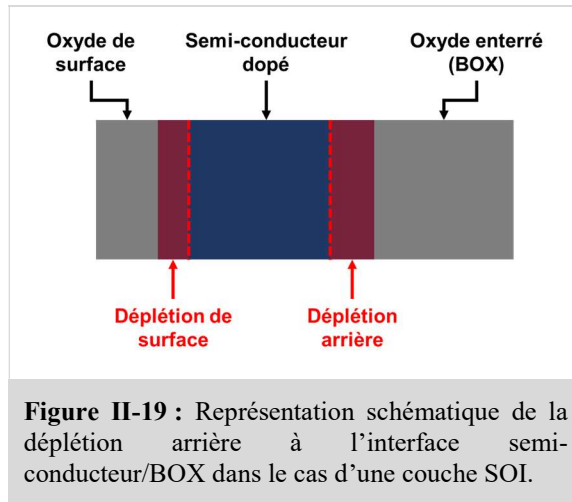 Oxyde de surface
Semi-conducteur dopé
Oxyde enterré (BOX)
Déplétion de surface
Déplétion arrière
Figure II-19 : Représentation schématique de la
déplétion arrière à l'interface semi-
conducteur/BOX dans le cas d'une couche SOI.